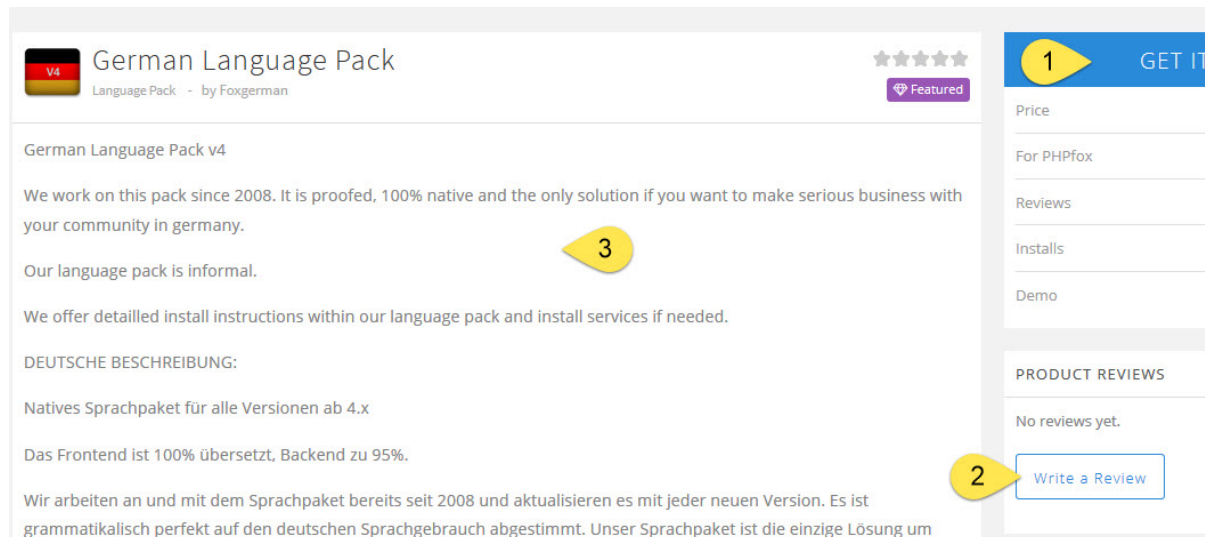 V4
German Language Pack
Language Pack - by Foxgerman
Featured
German Language Pack v4
We work on this pack since 2008. It is proofed, 100% native and the only solution if you want to make serious business with
your community in germany.
Our language pack is informal.
We offer detailled install instructions within our language pack and install services if needed.
DEUTSCHE BESCHREIBUNG:
Natives Sprachpaket für alle Versionen ab 4.x
Das Frontend ist 100% übersetzt, Backend zu 95%.
Wir arbeiten an und mit dem Sprachpaket bereits seit 2008 und aktualisieren es mit jeder neuen Version. Es ist
grammatikalisch perfekt auf den deutschen Sprachgebrauch abgestimmt. Unser Sprachpaket ist die einzige Lösung um
3
1
GET IT
Price
For PHPfox
Reviews
Installs
Demo
PRODUCT REVIEWS
No reviews yet.
2
Write a Review